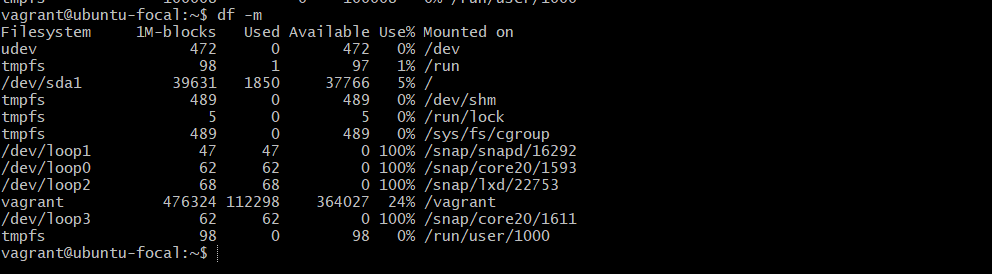 vagrant@ubuntu-focal:~$ df -m
Filesystem     1M-blocks   Used Available Use% Mounted on
udev                 472      0       472   0% /dev
tmpfs                 98      1        97   1% /run
/dev/sda1          39631   1850     37766   5% /
tmpfs                489      0       489   0% /dev/shm
tmpfs                  5      0         5   0% /run/lock
tmpfs                489      0       489   0% /sys/fs/cgroup
/dev/loop1            47     47         0 100% /snap/snapd/16292
/dev/loop0            62     62         0 100% /snap/core20/1593
/dev/loop2            68     68         0 100% /snap/lxd/22753
vagrant           476324 112298    364027  24% /vagrant
/dev/loop3            62     62         0 100% /snap/core20/1611
tmpfs                 98      0        98   0% /run/user/1000
vagrant@ubuntu-focal:~$